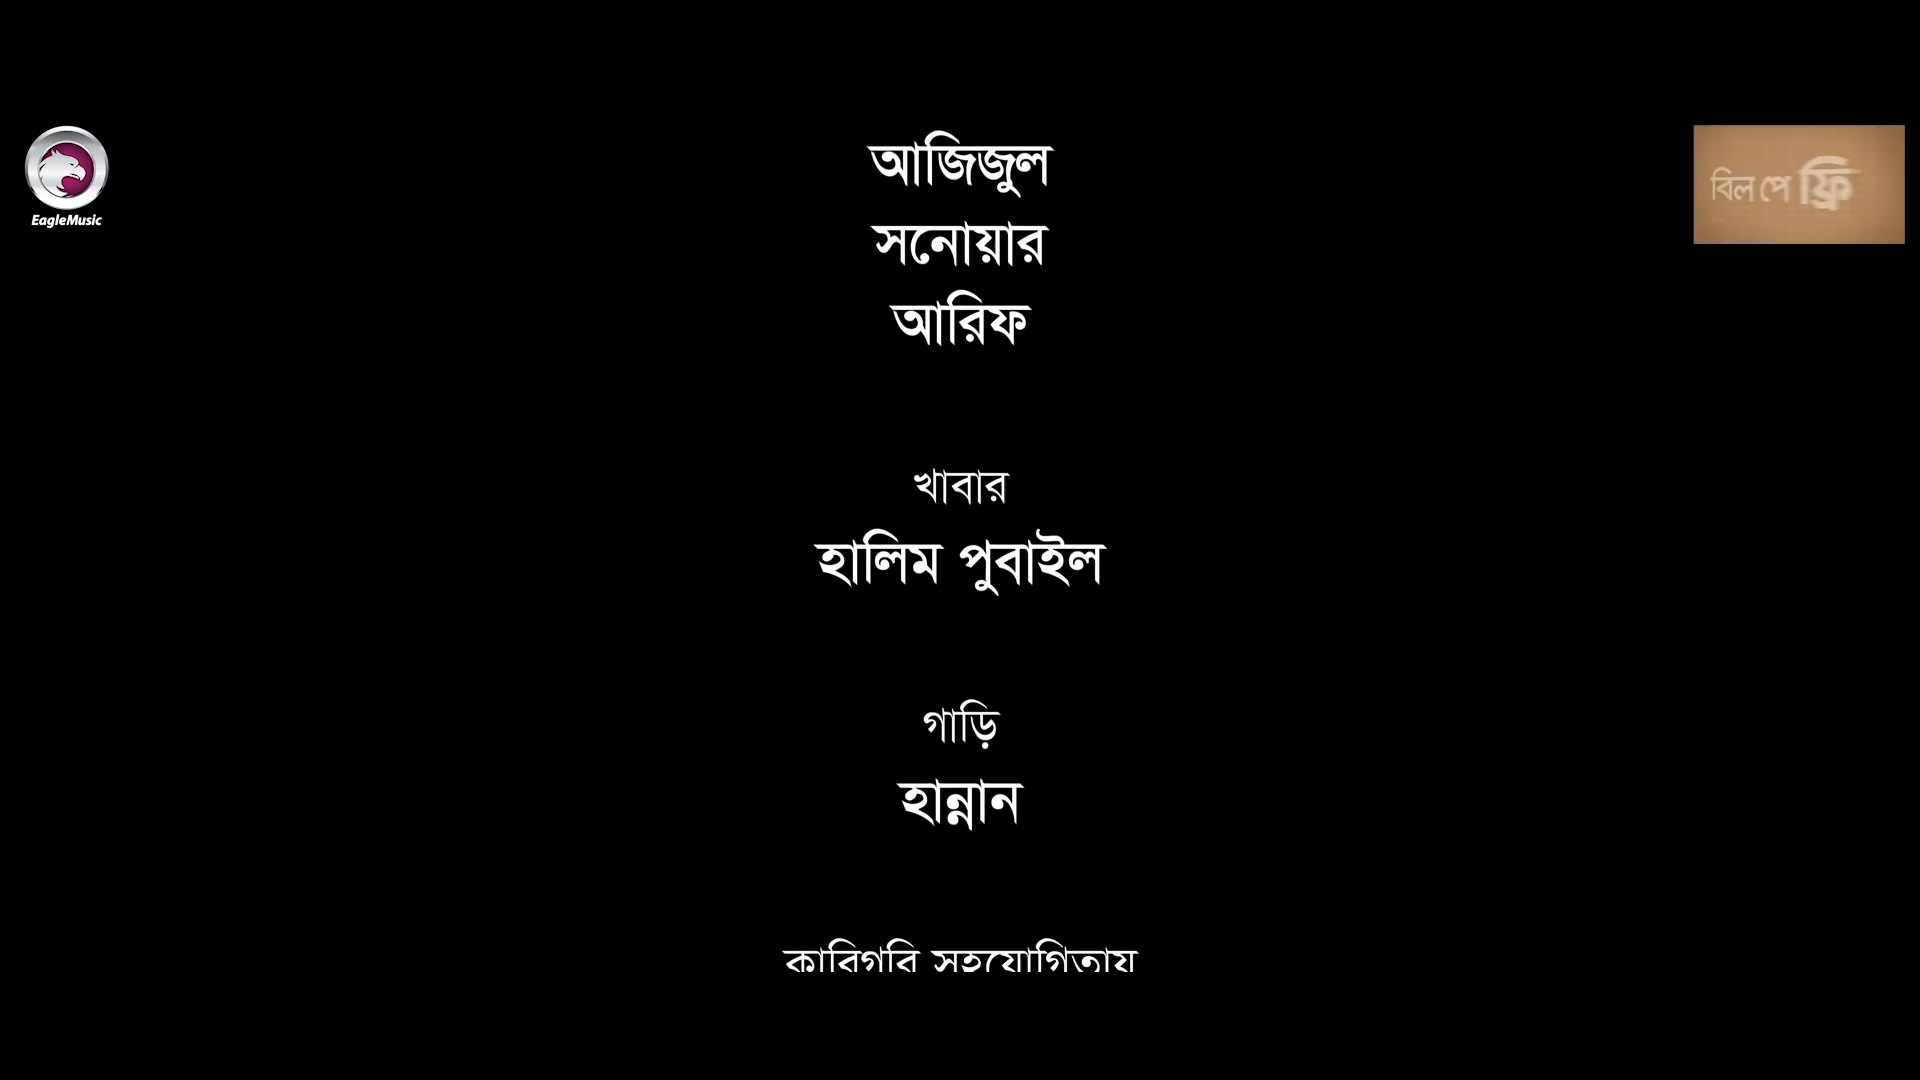 আজিজুল
সনোয়ার
আরিফ
EagleMusic
বিল পে ফ্রি
খাবার
হালিম পুবাইল
গাড়ি
হান্নান
কারিগরি সহযোগিতায়